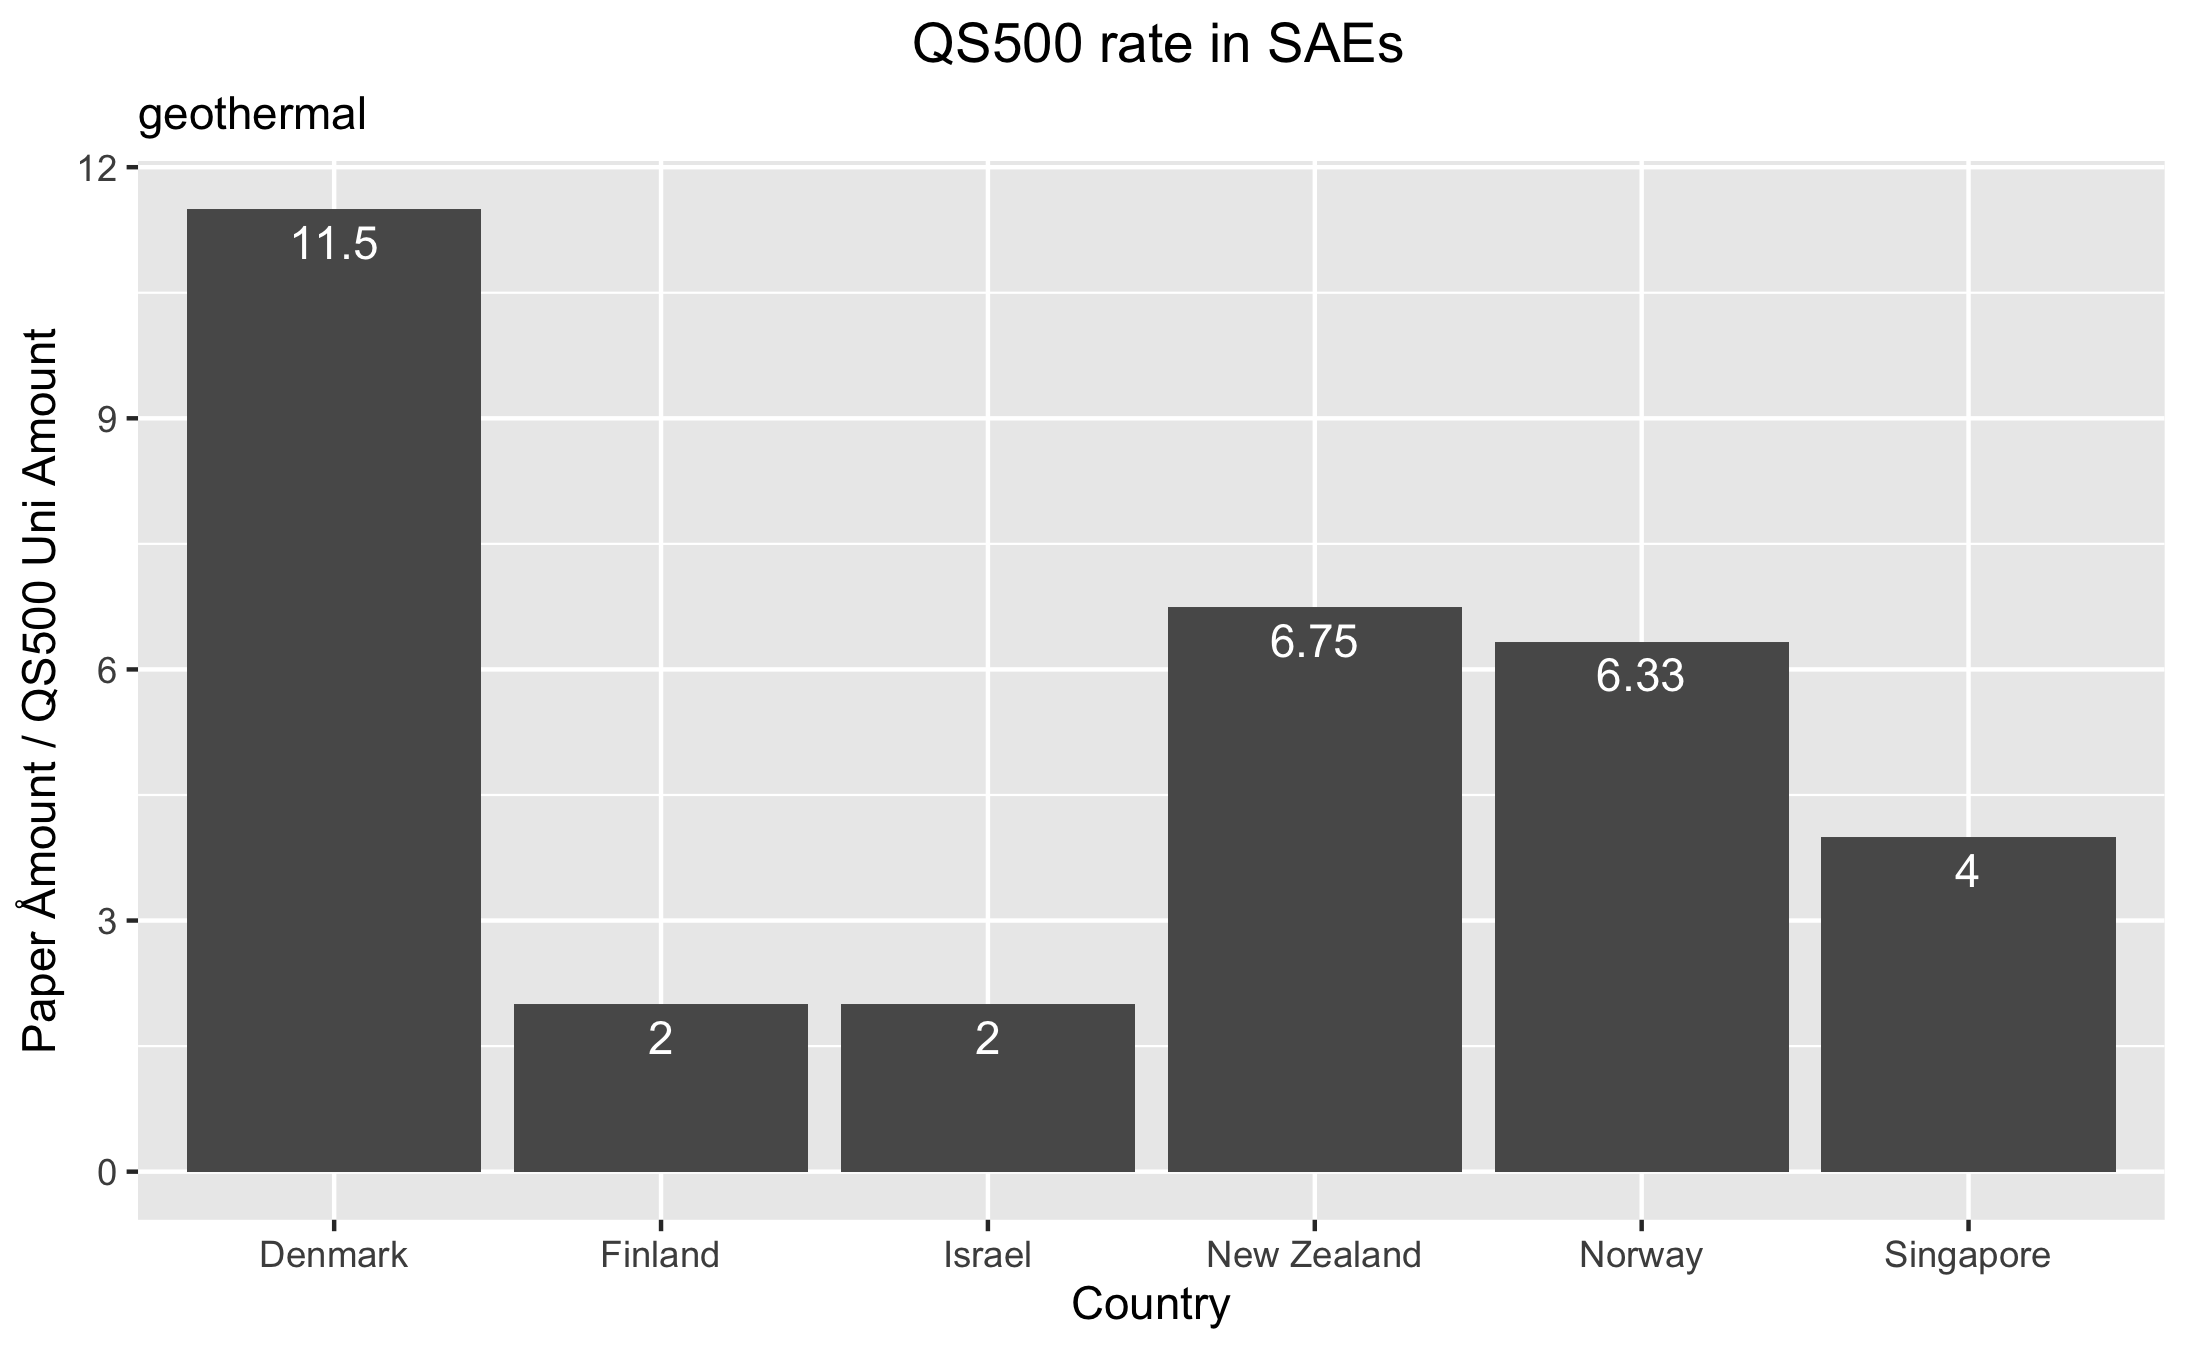 QS500 rate in SAEs
geothermal
Paper Åmount / QS500 Uni Amount
12
9
6
3
0
11.5
2
2
6.75
6.33
4
Denmark
Finland
Israel
New Zealand
Norway
Singapore
Country